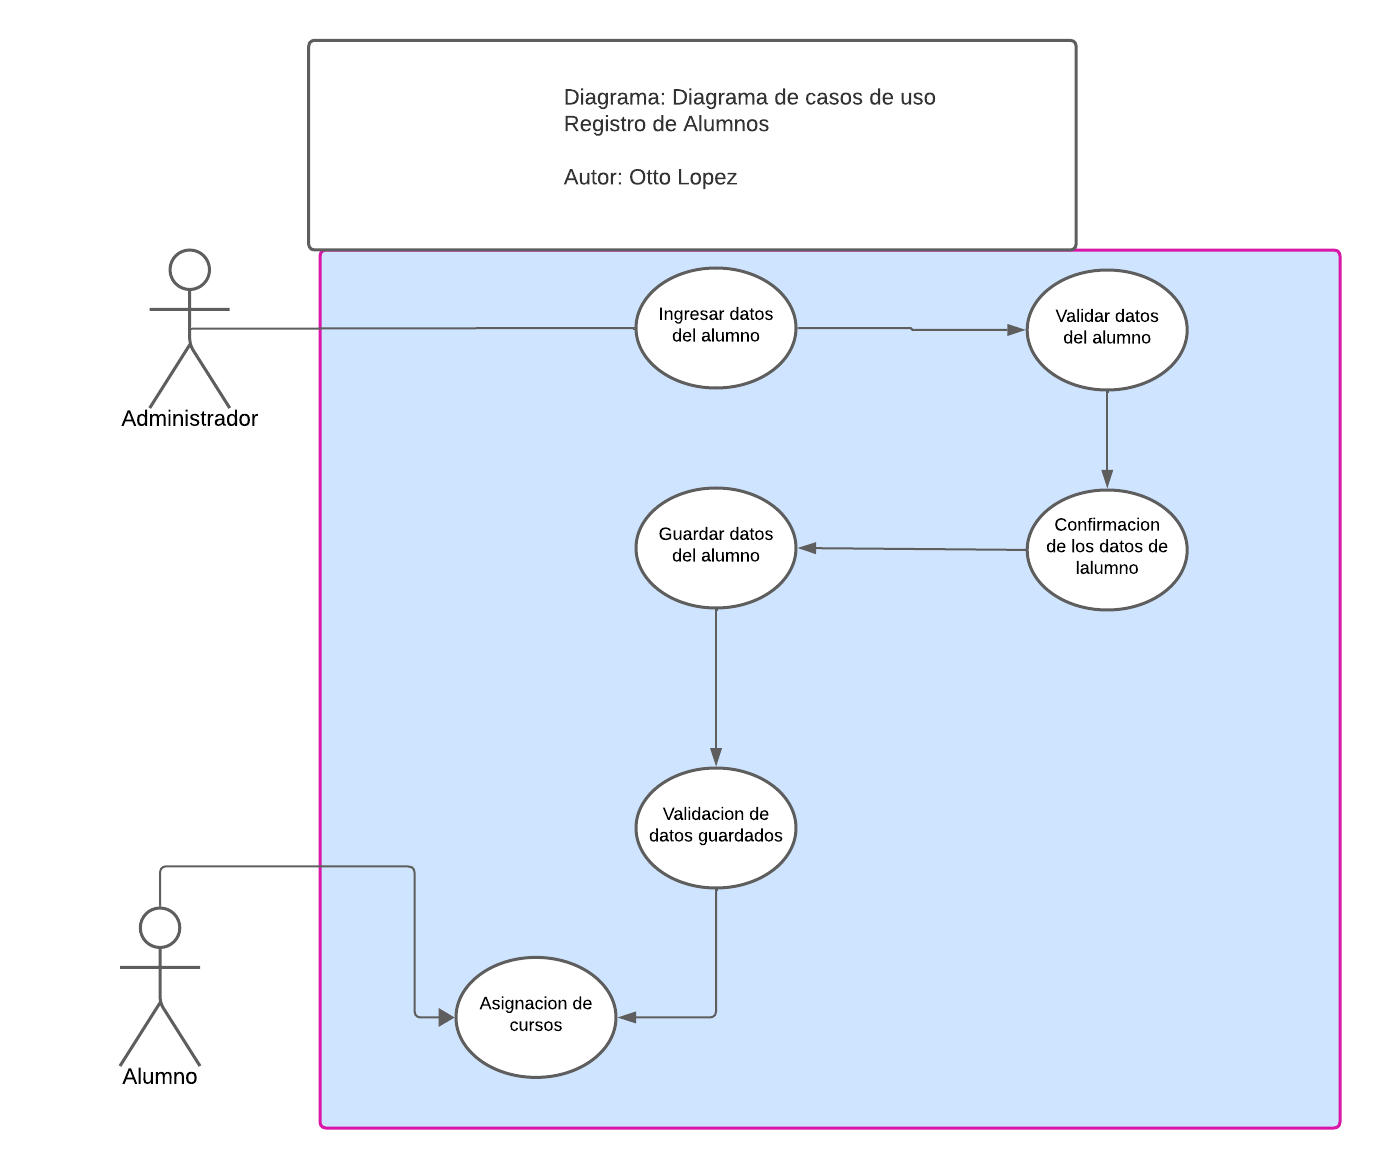 Diagrama: Diagrama de casos de uso
Registro de Alumnos
Autor: Otto Lopez
Administrador
Ingresar datos
del alumno
Validar datos
del alumno
Guardar datos
del alumno
Confirmacion
de los datos de
lalumno
Validacion de
datos guardados
Asignacion de
cursos
Alumno